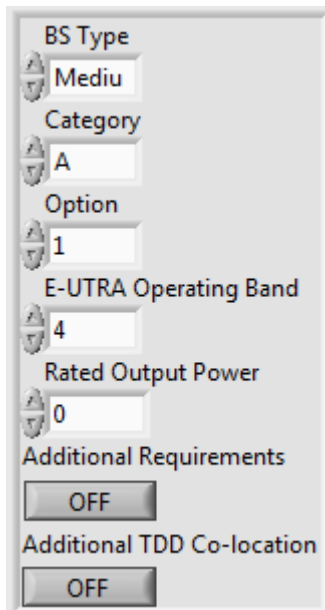 BS Type
Mediu
Category
A
Option
1
E-UTRA Operating Band
4
Rated Output Power
0
Additional Requirements
OFF
Additional TDD Co-location
OFF